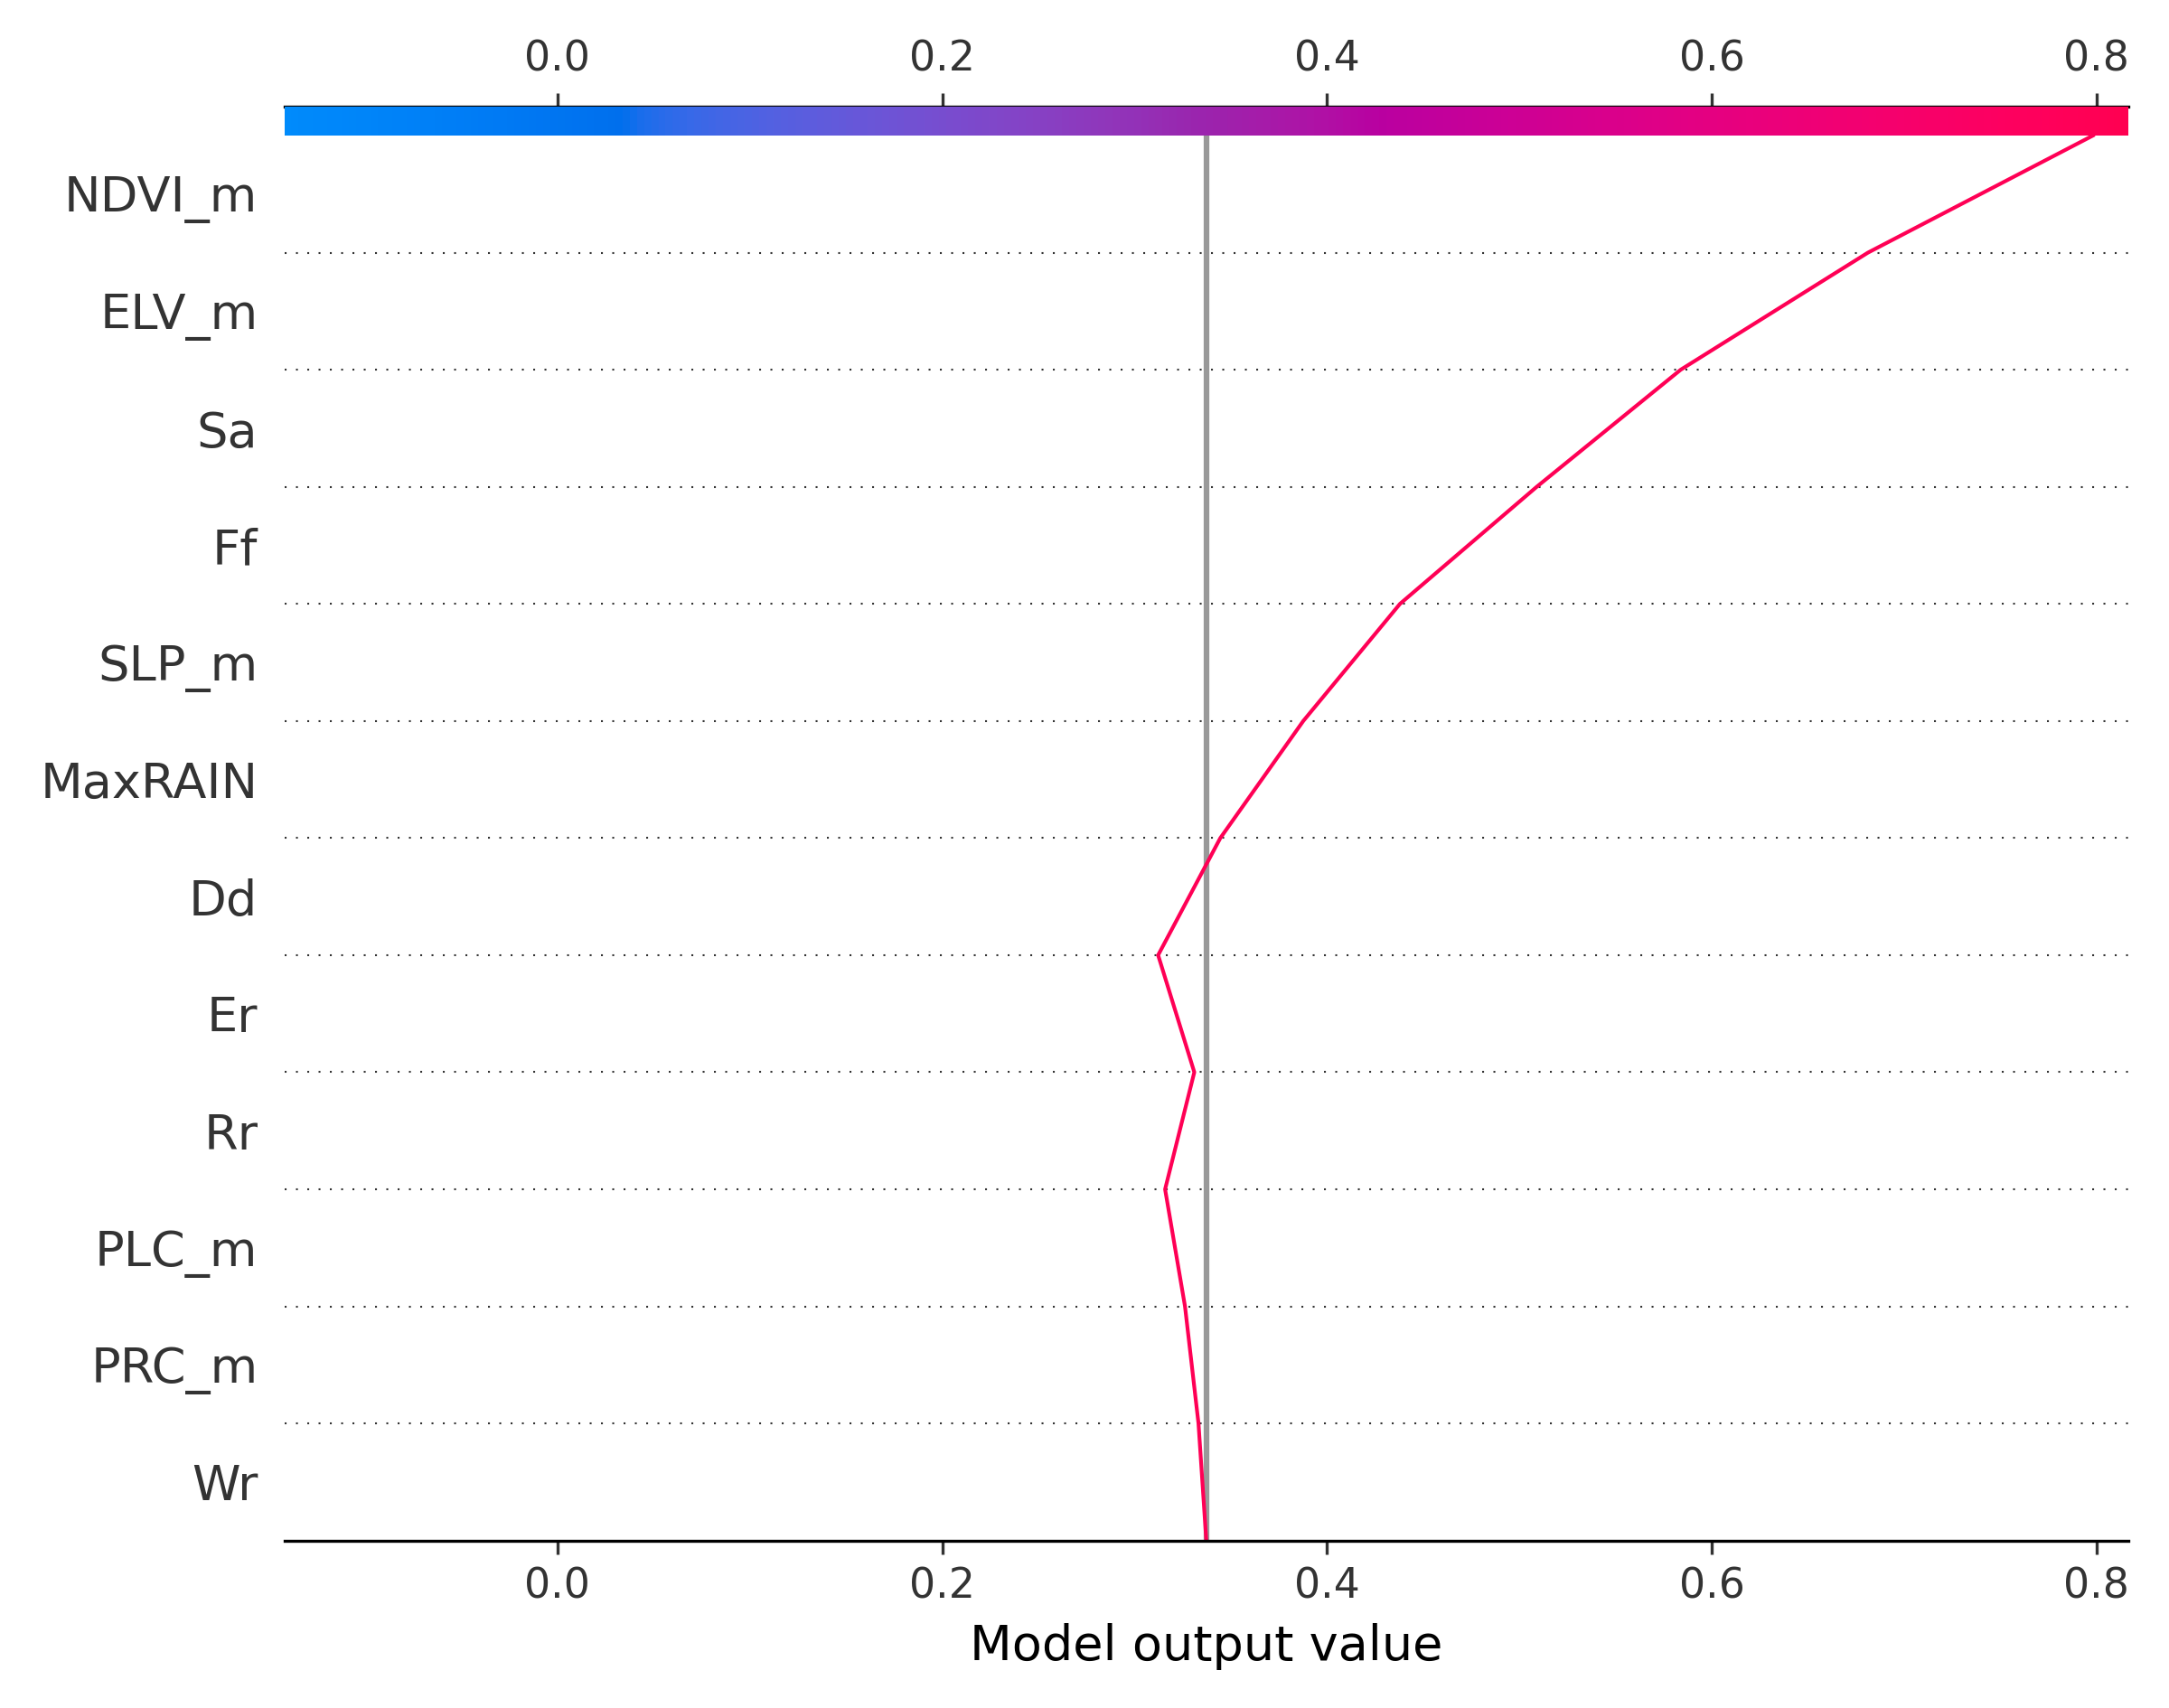 0.0 0.2 0.4 0.6 0.8
NDVI_m
ELV_m
Sa
Ff
SLP_m
MaxRAIN
Dd
Er
Rr
PLC_m
PRC_m
Wr
0.0 0.2 0.4 0.6 0.8
Model output value